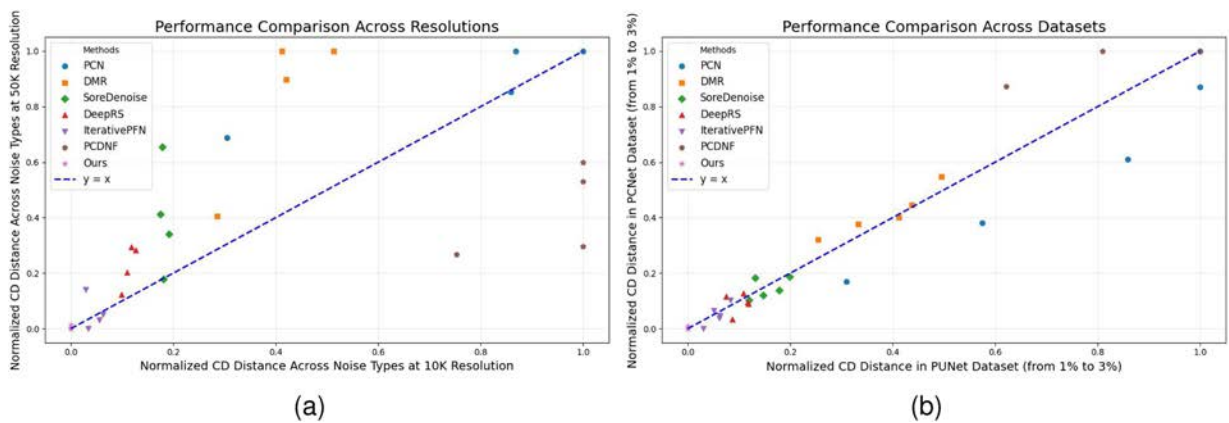 Performance Comparison Across Resolutions
Normalized CD Distance Across Noise Types at 50K Resolution
1.0
0.8
0.6
0.4
0.2
0.0
Methods
PCN
DMR
SoreDenoise
DeepRS
IterativePFN
PCDNF
Ours
y = x
0.0 0.2 0.4 0.6 0.8 1.0
Normalized CD Distance Across Noise Types at 10K Resolution
(a)
Performance Comparison Across Datasets
Normalized CD Distance in PCNet Dataset (from 1% to 3%)
1.0
0.8
0.6
0.4
0.2
0.0
Methods
PCN
DMR
SoreDenoise
DeepRS
IterativePFN
PCDNF
Ours
y = x
0.0 0.2 0.4 0.6 0.8 1.0
Normalized CD Distance in PUNet Dataset (from 1% to 3%)
(b)